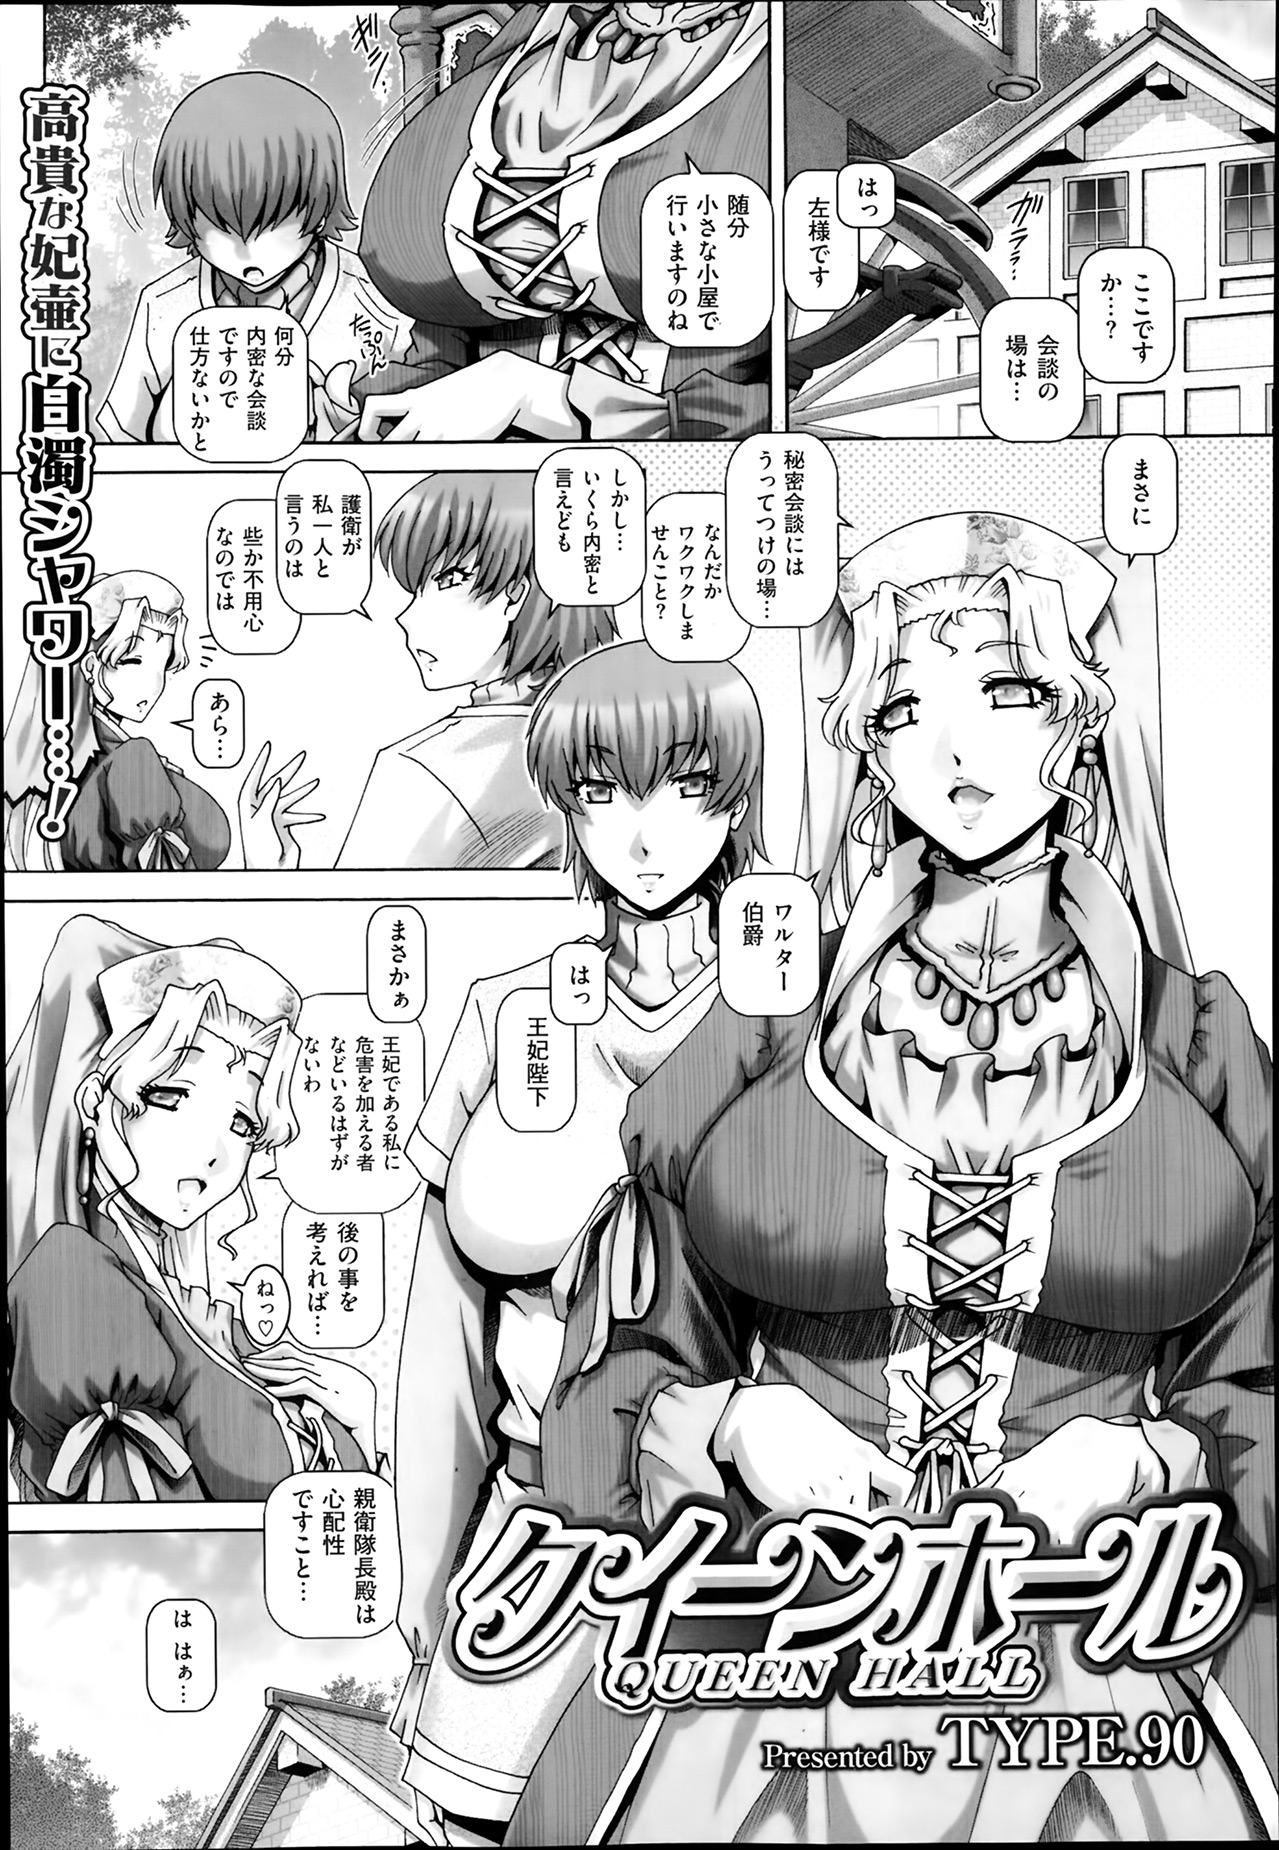 ガララ…
ここです
か…?
会談の
場は…
はっ
左様です
随分
小さな小屋で
行いますのね
ギシ…
たぷん
何分
内密な会談
ですので
仕方ないかと
高貴な妃壷に白濁シャワー…!
まさに
秘密会談には
うってつけの場…
なんだか
ワクワクしま
せんこと?
しかし…
いくら内密と
言えども
護衛が
私一人と
言うのは
些か不用心
なのでは
あら…
ワルター
伯爵
はっ
王妃陛下
まさかぁ
王妃である私に
危害を加える者
などいるはずが
ないわ
後の事を
考えれば…
ねっ♡
親衛隊長殿は
心配性
ですこと…
は はぁ…
クイーンホール
QUEEN HALL
Presented by TYPE.90